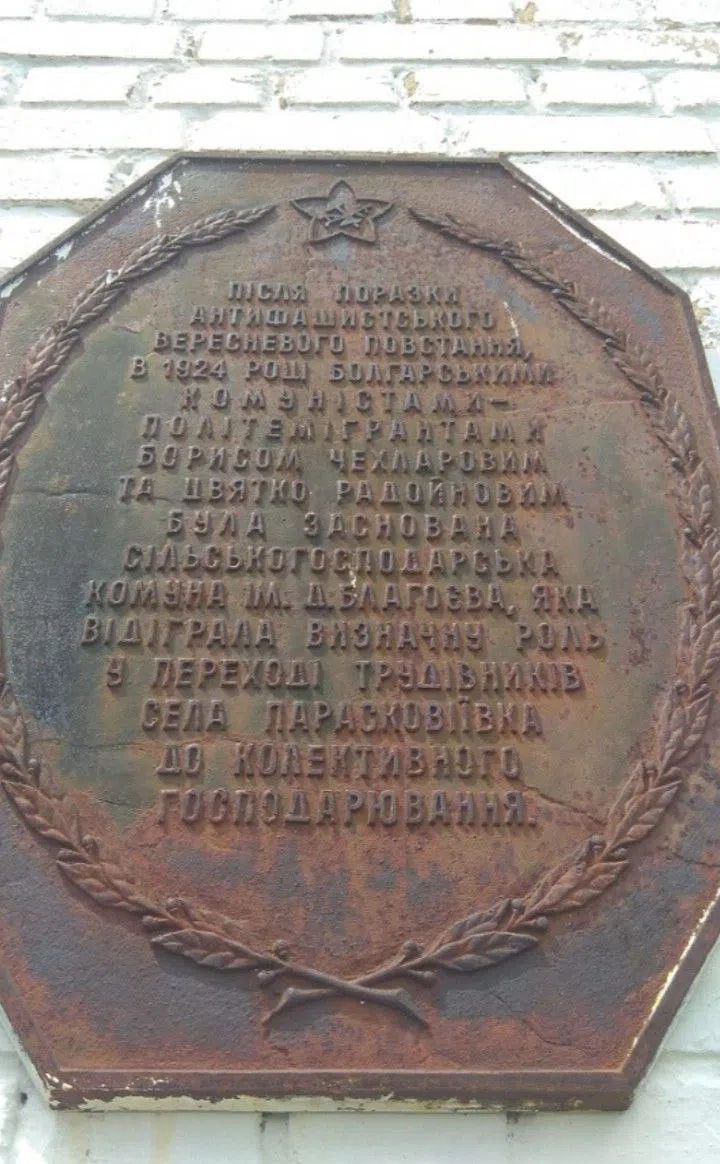 ПІСЛЯ ПОРАЗКИ
АНТИФАШИСТСЬКОГО
ВЕРЕСНЕВОГО ПОВСТАННЯ,
В 1924 РОЦІ БОЛГАРСЬКИМИ
КОМУНІСТАМИ-
ПОЛІТЕМІГРАНТАМИ
БОРИСОМ ЧЕХЛАРОВИМ
ТА ЦВЯТКО РАДОЙНОВИМ
БУЛА ЗАСНОВАНА
СІЛЬСЬКОГОСПОДАРСЬКА
КОМУНА ІМ. Д.БЛАГОЄВА, ЯКА
ВІДІГРАЛА ВИЗНАЧНУ РОЛЬ
У ПЕРЕХОДІ ТРУДІВНИКІВ
СЕЛА ПАРАСКОВІЇВКА
ДО КОЛЕКТИВНОГО
ГОСПОДАРЮВАННЯ.